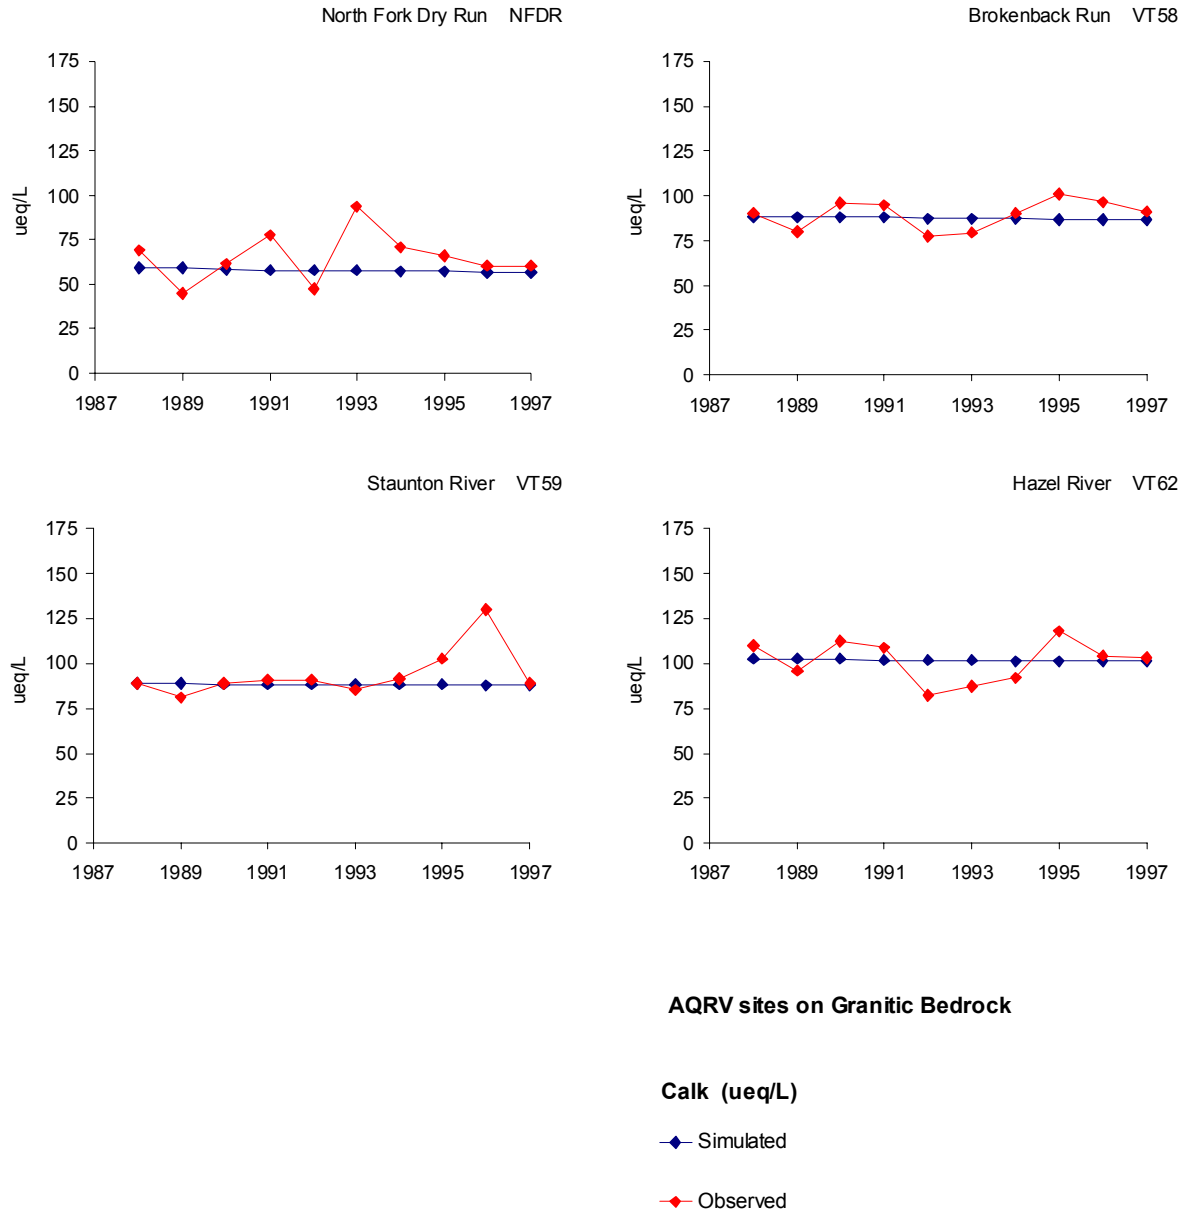 North Fork Dry Run NFDR
175
150
125
100
75
50
25
0
ueq/L
1987 1989 1991 1993 1995 1997
Brokenback Run VT58
175
150
125
100
75
50
25
0
ueq/L
1987 1989 1991 1993 1995 1997
Staunton River VT59
175
150
125
100
75
50
25
0
ueq/L
1987 1989 1991 1993 1995 1997
Hazel River VT62
175
150
125
100
75
50
25
0
ueq/L
1987 1989 1991 1993 1995 1997
AQRV sites on Granitic Bedrock
Calk (ueq/L)
Simulated
Observed